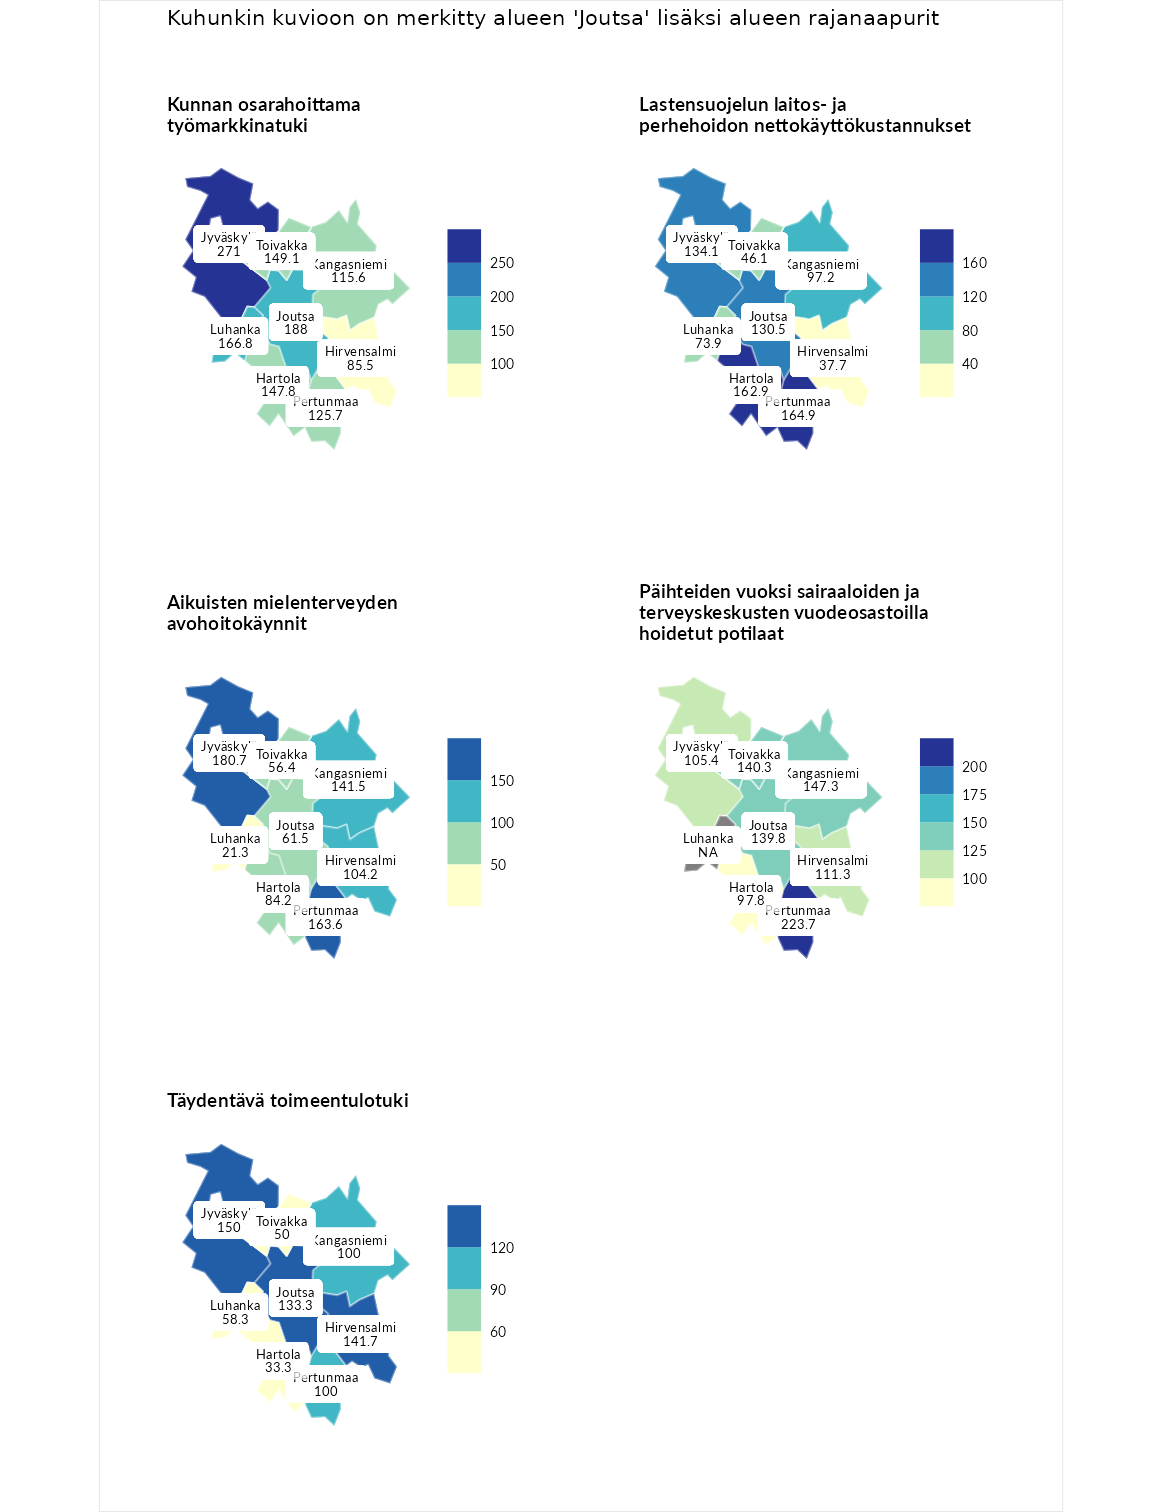 Kuhunkin kuvioon on merkitty alueen 'Joutsa' lisäksi alueen rajanaapurit
Kunnan osarahoittama
työmarkkinatuki
Jyväskylä
271
Toivakka
149.1
Kangasniemi
115.6
Joutsa
188
Luhanka
166.8
Hirvensalmi
85.5
Hartola
147.8
Pertunmaa
125.7
250
200
150
100
Lastensuojelun laitos- ja
perhehoidon nettokäyttökustannukset
Jyväskylä
134.1
Toivakka
46.1
Kangasniemi
97.2
Joutsa
130.5
Luhanka
73.9
Hirvensalmi
37.7
Hartola
162.9
Pertunmaa
164.9
160
120
80
40
Aikuisten mielenterveyden
avohoitokäynnit
Jyväskylä
180.7
Toivakka
56.4
Kangasniemi
141.5
Joutsa
61.5
Luhanka
21.3
Hirvensalmi
104.2
Hartola
84.2
Pertunmaa
163.6
150
100
50
Päihteiden vuoksi sairaaloiden ja
terveyskeskusten vuodeosastoilla
hoidetut potilaat
Jyväskylä
105.4
Toivakka
140.3
Kangasniemi
147.3
Joutsa
139.8
Luhanka
NA
Hirvensalmi
111.3
Hartola
97.8
Pertunmaa
223.7
200
175
150
125
100
Täydentävä toimeentulotuki
Jyväskylä
150
Toivakka
50
Kangasniemi
100
Joutsa
133.3
Luhanka
58.3
Hirvensalmi
141.7
Hartola
33.3
Pertunmaa
100
120
90
60